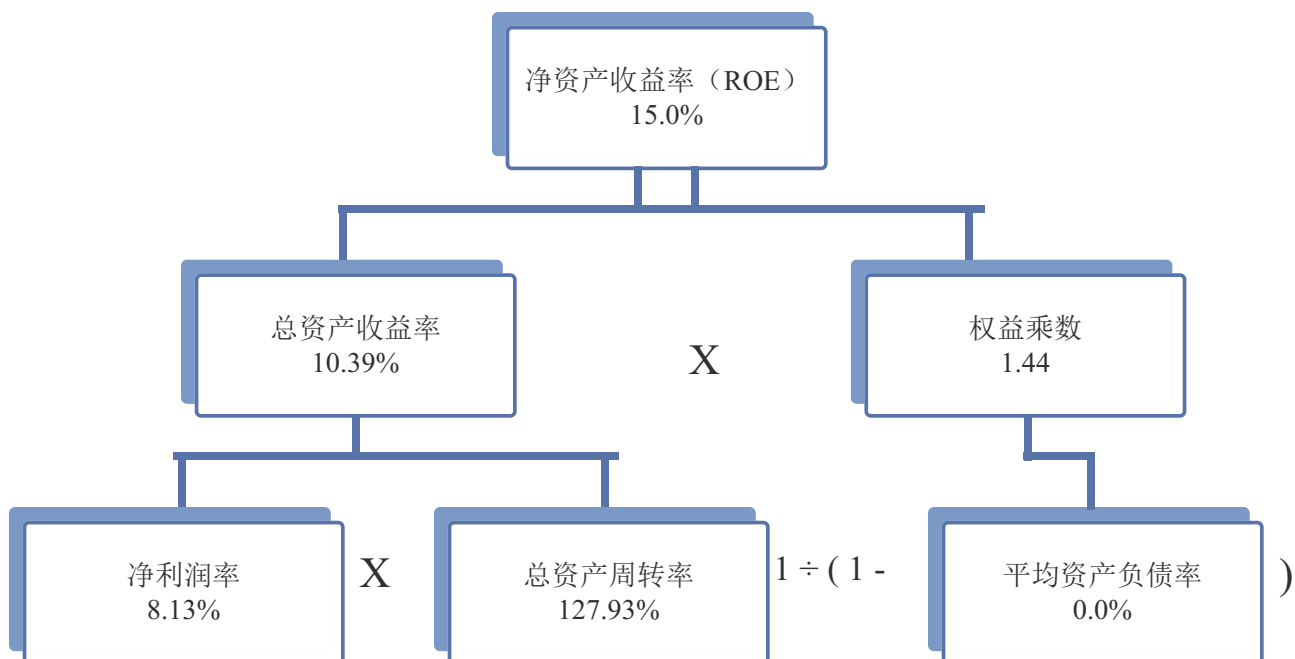 净资产收益率（ROE）
15.0%
总资产收益率
10.39%
X
权益乘数
1.44
净利润率
8.13%
X
总资产周转率
127.93%
1 ÷ ( 1 -
平均资产负债率
0.0%
)